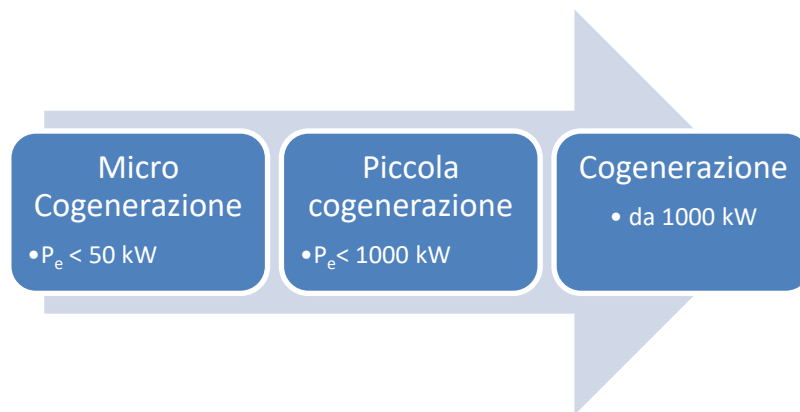 Micro
Cogenerazione
•Pe < 50 kW
Piccola
cogenerazione
•Pe< 1000 kW
Cogenerazione
• da 1000 kW